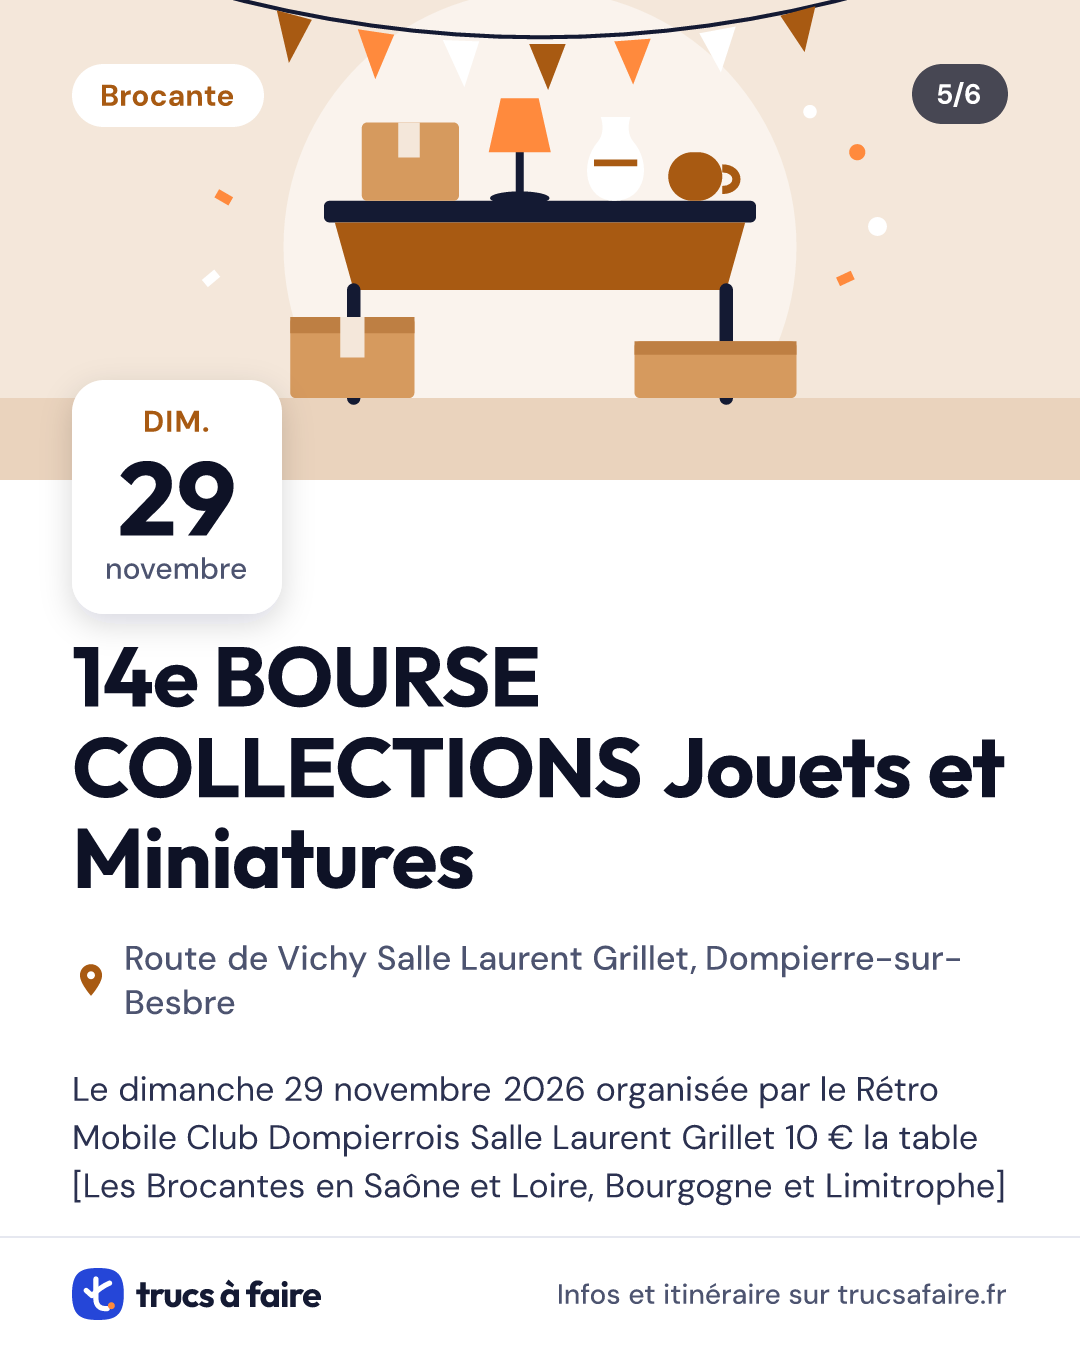 Brocante
5/6
DIM.
29
novembre
14e BOURSE
COLLECTIONS Jouets et
Miniatures
Route de Vichy Salle Laurent Grillet, Dompierre-sur-
Besbre
Le dimanche 29 novembre 2026 organisée par le Rétro
Mobile Club Dompierrois Salle Laurent Grillet 10 € la table
[Les Brocantes en Saône et Loire, Bourgogne et Limitrophe]
trucs à faire
Infos et itinéraire sur trucsafaire.fr